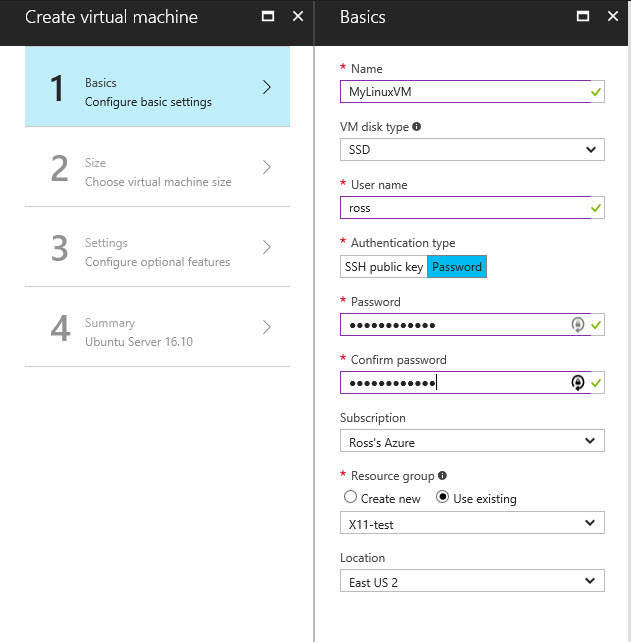 Create virtual machine
1
Basics
Configure basic settings
2
Size
Choose virtual machine size
3
Settings
Configure optional features
4
Summary
Ubuntu Server 16.10
Basics
* Name
MyLinuxVM
VM disk type
SSD
* User name
ross
* Authentication type
SSH public key Password
* Password
••••••••••••
* Confirm password
••••••••••••
Subscription
Ross's Azure
* Resource group
Create new Use existing
X11-test
Location
East US 2